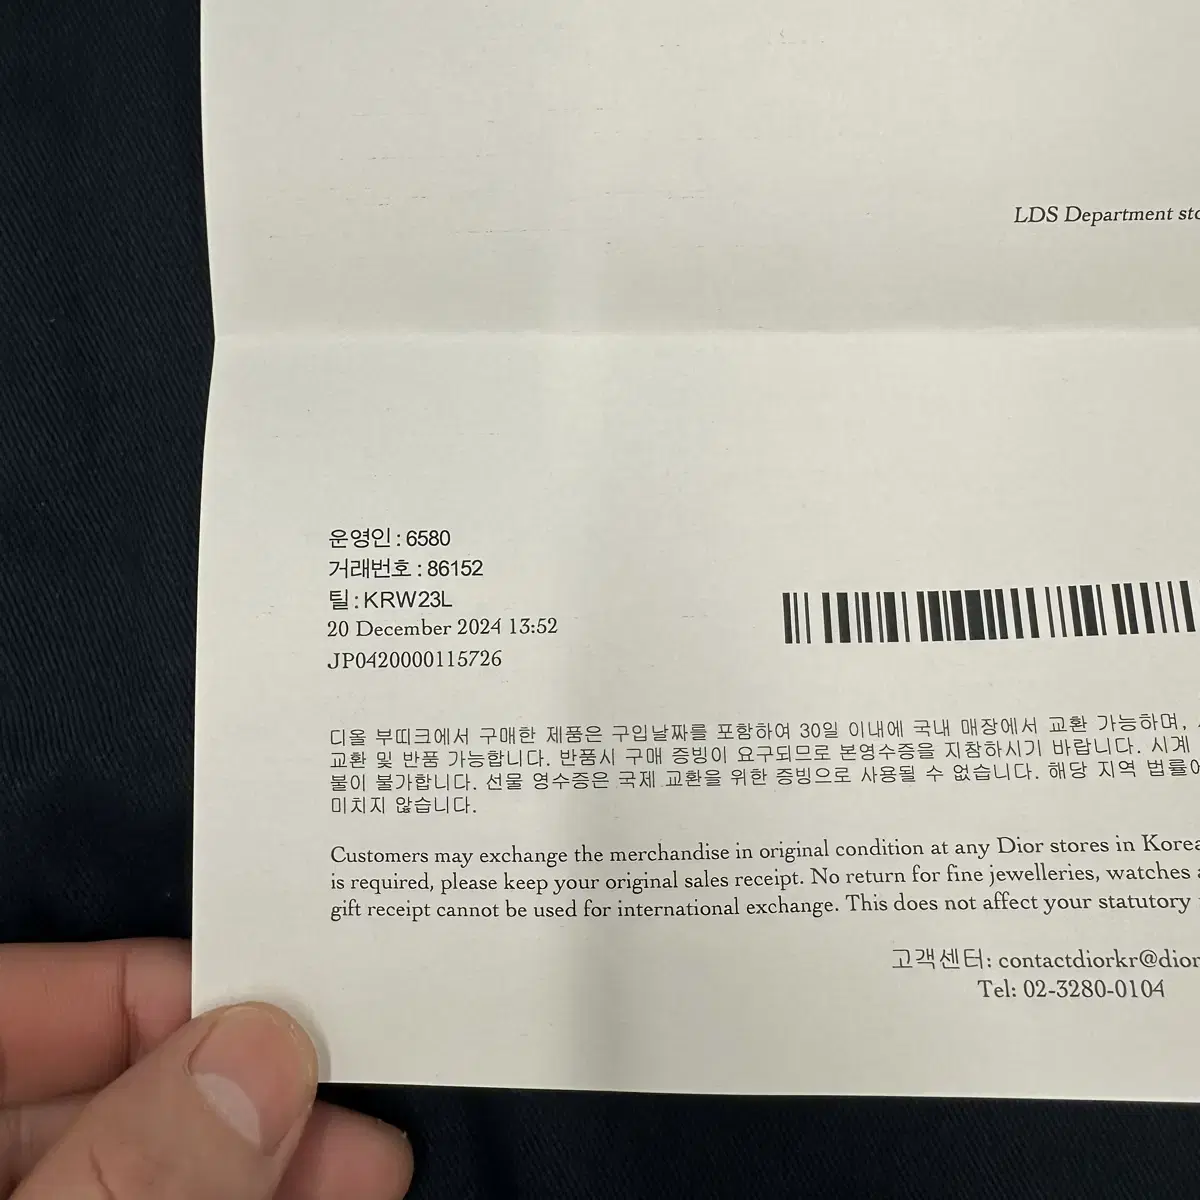 LDS Department
운영인 : 6580
거래번호 : 86152
틸 : KRW23L
20 December 2024 13:52
JP0420000115726
디올 부띠크에서 구매한 제품은 구입날짜를 포함하여 30일 이내에 국내 매장에서 교환 가능하며,
교환 및 반품 가능합니다. 반품시 구매 증빙이 요구되므로 본영수증을 지참하시기 바랍니다. 시계
불이 불가합니다. 선물 영수증은 국제 교환을 위한 증빙으로 사용될 수 없습니다. 해당 지역 법률에
미치지 않습니다.
Customers may exchange the merchandise in original condition at any Dior stores in Korea
is required, please keep your original sales receipt. No return for fine jewelleries, watches
gift receipt cannot be used for international exchange. This does not affect your statutory
고객센터: contactdiorkr@dior
Tel: 02-3280-0104